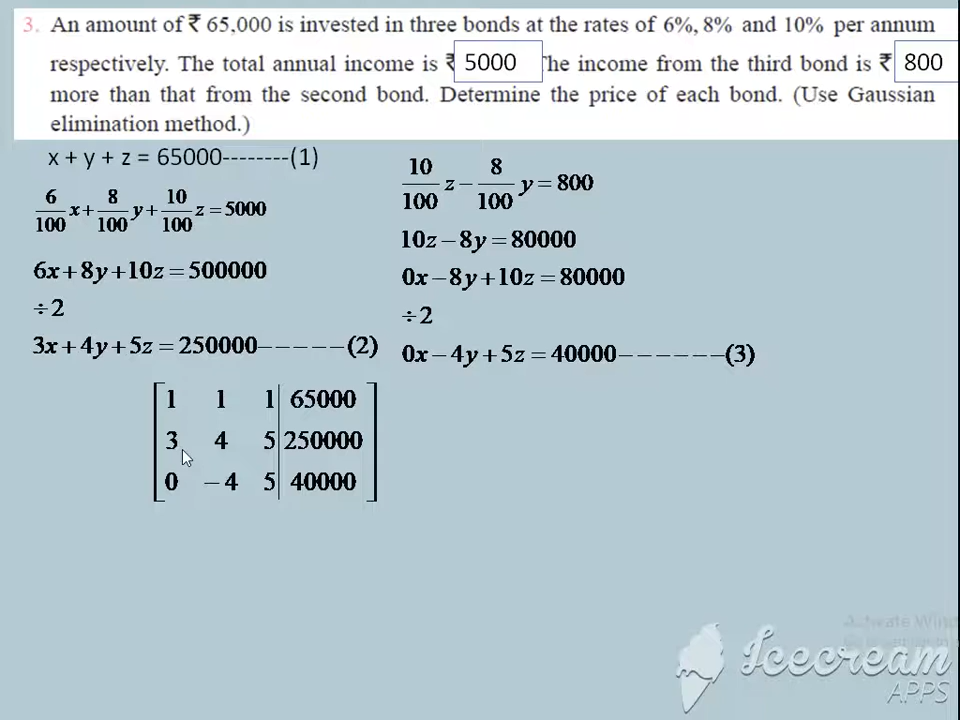 3. An amount of ₹ 65,000 is invested in three bonds at the rates of 6%, 8% and 10% per annum
respectively. The total annual income is ₹ 5000 The income from the third bond is ₹ 800
more than that from the second bond. Determine the price of each bond. (Use Gaussian
elimination method.)
x + y + z = 65000--------(1)
6/100 x + 8/100 y + 10/100 z = 5000
6x + 8y + 10z = 500000
÷ 2
3x + 4y + 5z = 250000 − − − − − (2)
10/100 z − 8/100 y = 800
10z − 8y = 80000
0x − 8y + 10z = 80000
÷ 2
0x − 4y + 5z = 40000 − − − − − − (3)
1 1 1 | 65000
3 4 5 | 250000
0 − 4 5 | 40000
Activate Wind
Icecream
APPS